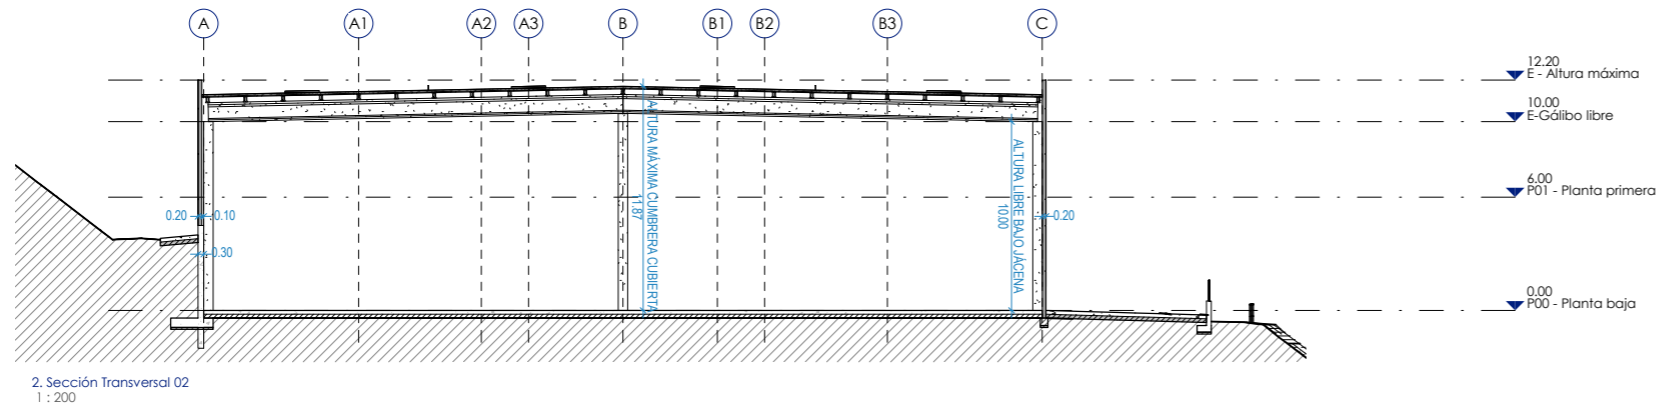 A
A1
A2
A3
B
B1
B2
B3
C
12.20
E - Altura máxima
10.00
E-Gálibo libre
6.00
P01 - Planta primera
0.00
P00 - Planta baja
ALTURA MÁXIMA CUMBRERA CUBIERTA
11.87
ALTURA LIBRE BAJO JÁCENA
10.00
0.20
0.10
0.30
0.20
2. Sección Transversal 02
1 : 200